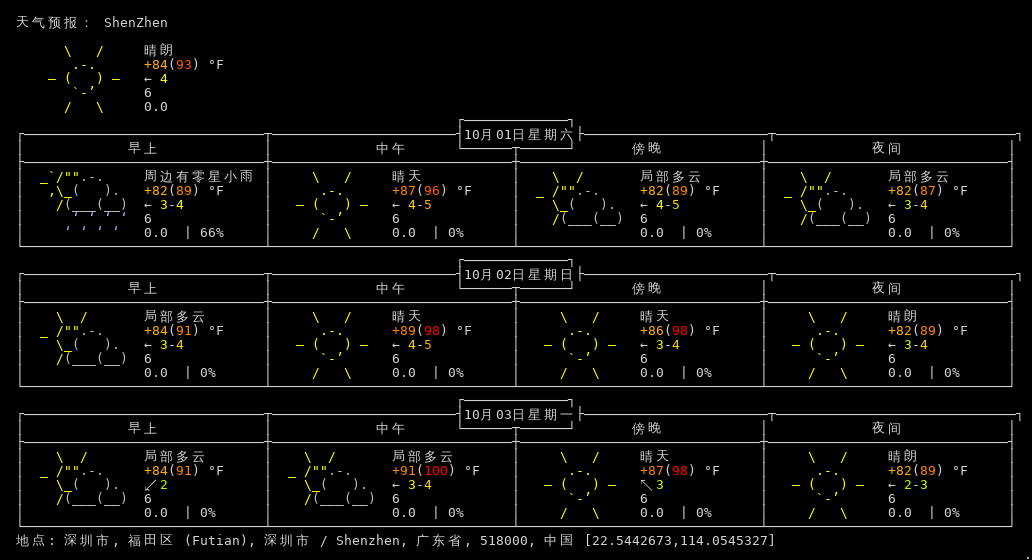 天气预报： ShenZhen
晴朗
+84(93) °F
← 4
6
0.0
10月01日星期六
早上 中午 傍晚 夜间
周边有零星小雨 晴天 局部多云 局部多云
+82(89) °F +87(96) °F +82(89) °F +82(87) °F
← 3-4 ← 4-5 ← 4-5 ← 3-4
6 6 6 6
0.0 | 66% 0.0 | 0% 0.0 | 0% 0.0 | 0%
10月02日星期日
早上 中午 傍晚 夜间
局部多云 晴天 晴天 晴朗
+84(91) °F +89(98) °F +86(98) °F +82(89) °F
← 3-4 ← 4-5 ← 3-4 ← 3-4
6 6 6 6
0.0 | 0% 0.0 | 0% 0.0 | 0% 0.0 | 0%
10月03日星期一
早上 中午 傍晚 夜间
局部多云 局部多云 晴天 晴朗
+84(91) °F +91(100) °F +87(98) °F +82(89) °F
↙ 2 ← 3-4 ↖ 3 ← 2-3
6 6 6 6
0.0 | 0% 0.0 | 0% 0.0 | 0% 0.0 | 0%
地点: 深圳市, 福田区 (Futian), 深圳市 / Shenzhen, 广东省, 518000, 中国 [22.5442673,114.0545327]